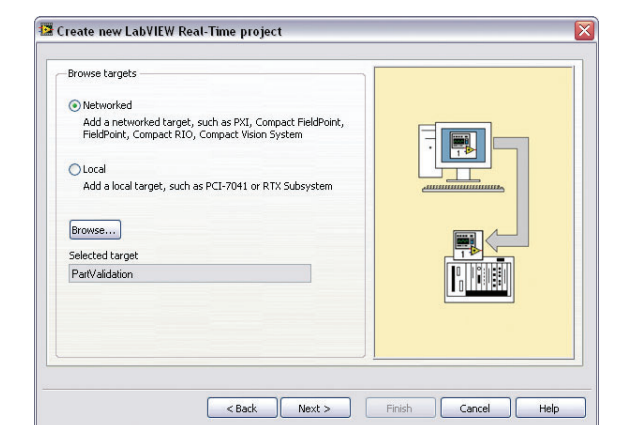 Create new LabVIEW Real-Time project
Browse targets
Networked
Add a networked target, such as PXI, Compact FieldPoint,
FieldPoint, Compact RIO, Compact Vision System
Local
Add a local target, such as PCI-7041 or RTX Subsystem
Browse...
Selected target
PartValidation
1
1
< Back Next > Finish Cancel Help